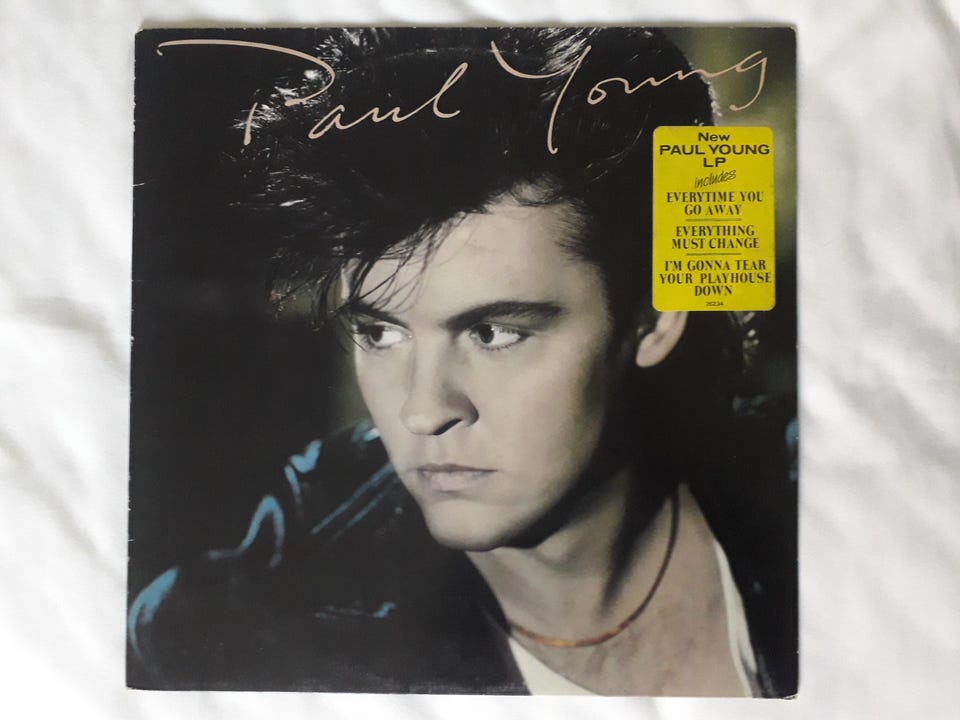 Paul Young
New
PAUL YOUNG
LP
includes
EVERYTIME YOU
GO AWAY
EVERYTHING
MUST CHANGE
I'M GONNA TEAR
YOUR PLAYHOUSE
DOWN
26234